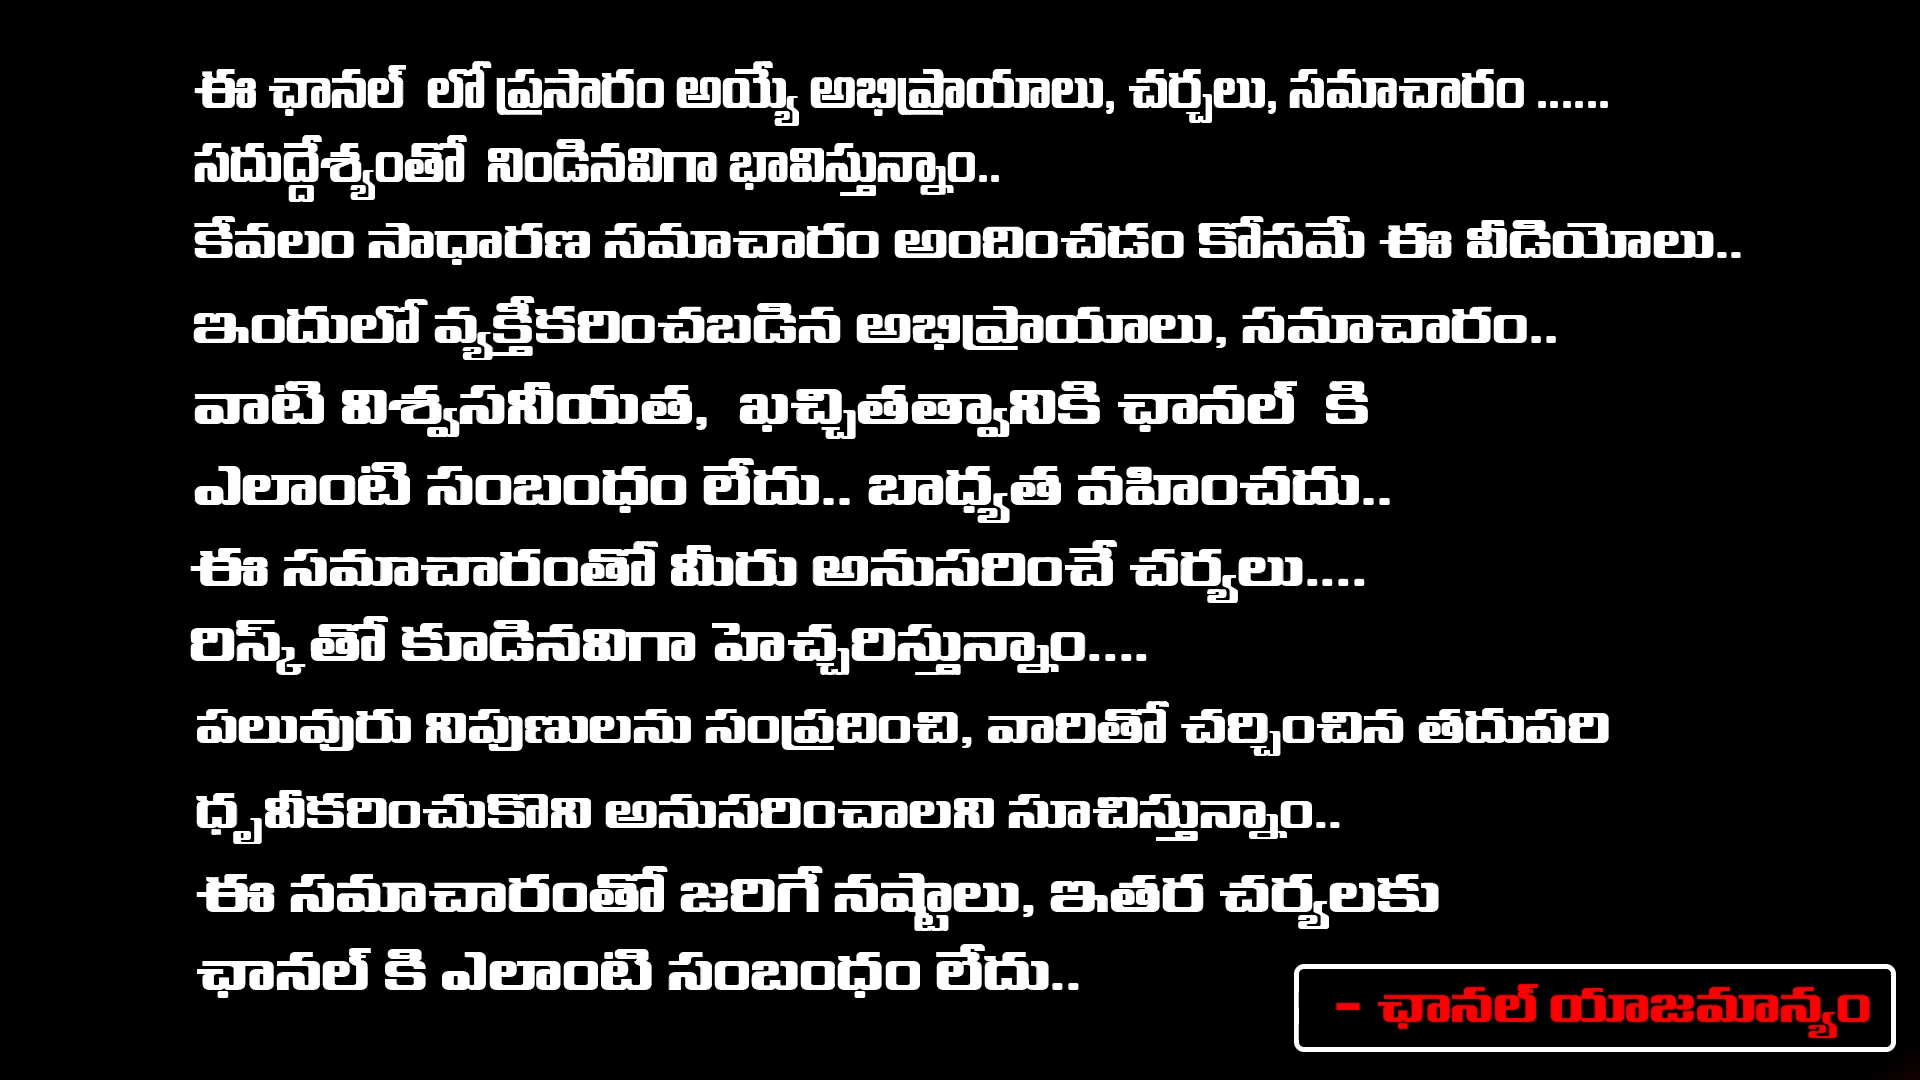 ఈ ఛానల్ లో ప్రసారం అయ్యే అభిప్రాయాలు, చర్చలు, సమాచారం ......
సదుద్దేశ్యంతో నిండినవిగా భావిస్తున్నాం..
కేవలం సాధారణ సమాచారం అందించడం కోసమే ఈ వీడియోలు..
ఇందులో వ్యక్తీకరించబడిన అభిప్రాయాలు, సమాచారం..
వాటి విశ్వసనీయత, ఖచ్చితత్వానికి ఛానల్ కి
ఎలాంటి సంబంధం లేదు.. బాధ్యత వహించదు..
ఈ సమాచారంతో మీరు అనుసరించే చర్యలు....
రిస్క్ తో కూడినవిగా హెచ్చరిస్తున్నాం....
పలువురు నిపుణులను సంప్రదించి, వారితో చర్చించిన తదుపరి
ధృవీకరించుకొని అనుసరించాలని సూచిస్తున్నాం..
ఈ సమాచారంతో జరిగే నష్టాలు, ఇతర చర్యలకు
ఛానల్ కి ఎలాంటి సంబంధం లేదు..
- ఛానల్ యాజమాన్యం